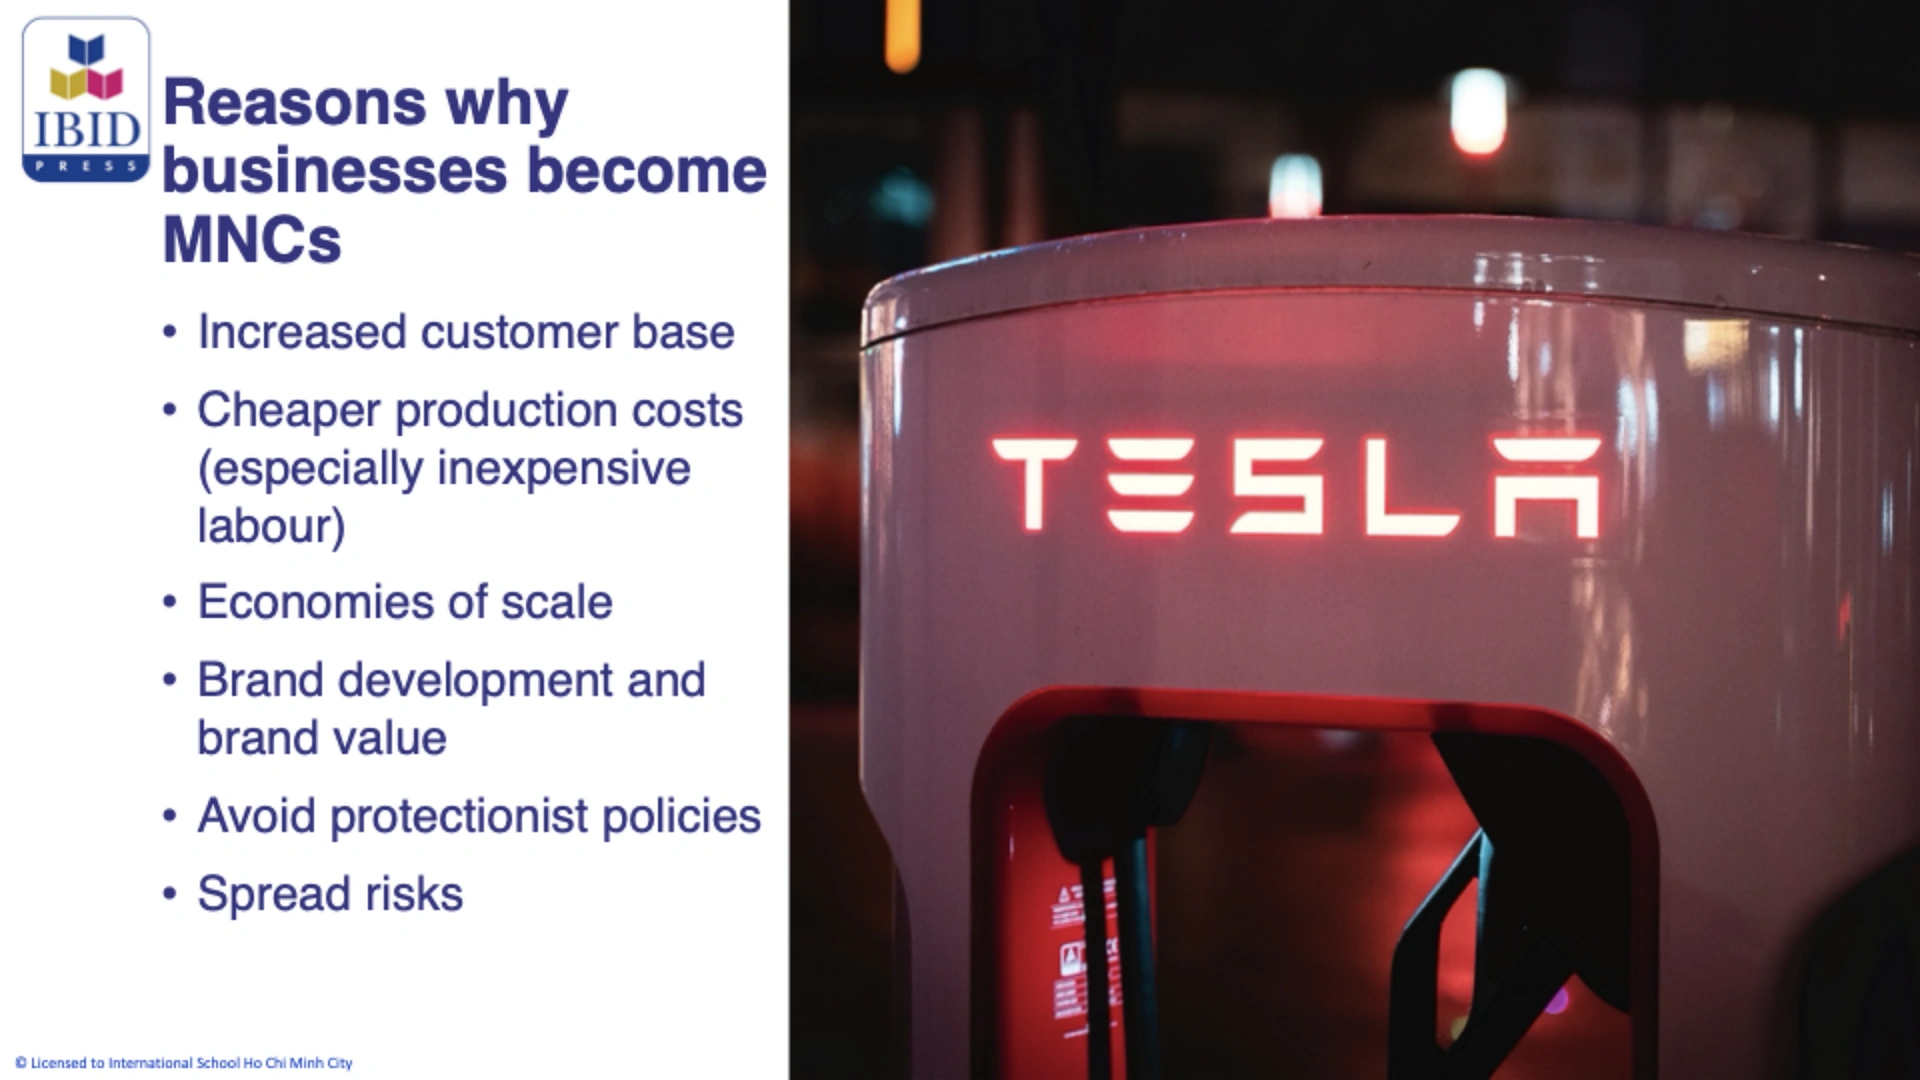 IBID
PRESS
Reasons why
businesses become
MNCs
• Increased customer base
• Cheaper production costs
(especially inexpensive
labour)
• Economies of scale
• Brand development and
brand value
• Avoid protectionist policies
• Spread risks
TESLA
© Licensed to International School Ho Chi Minh City